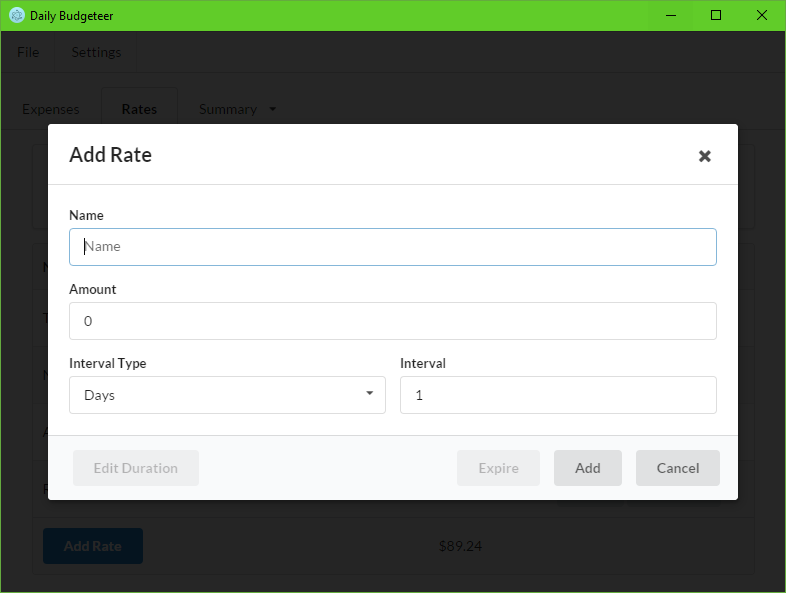 Daily Budgeteer
File Settings
Expenses Rates Summary
Add Rate
Name
Name
Amount
0
Interval Type Interval
Days 1
Edit Duration Expire Add Cancel
Add Rate $89.24